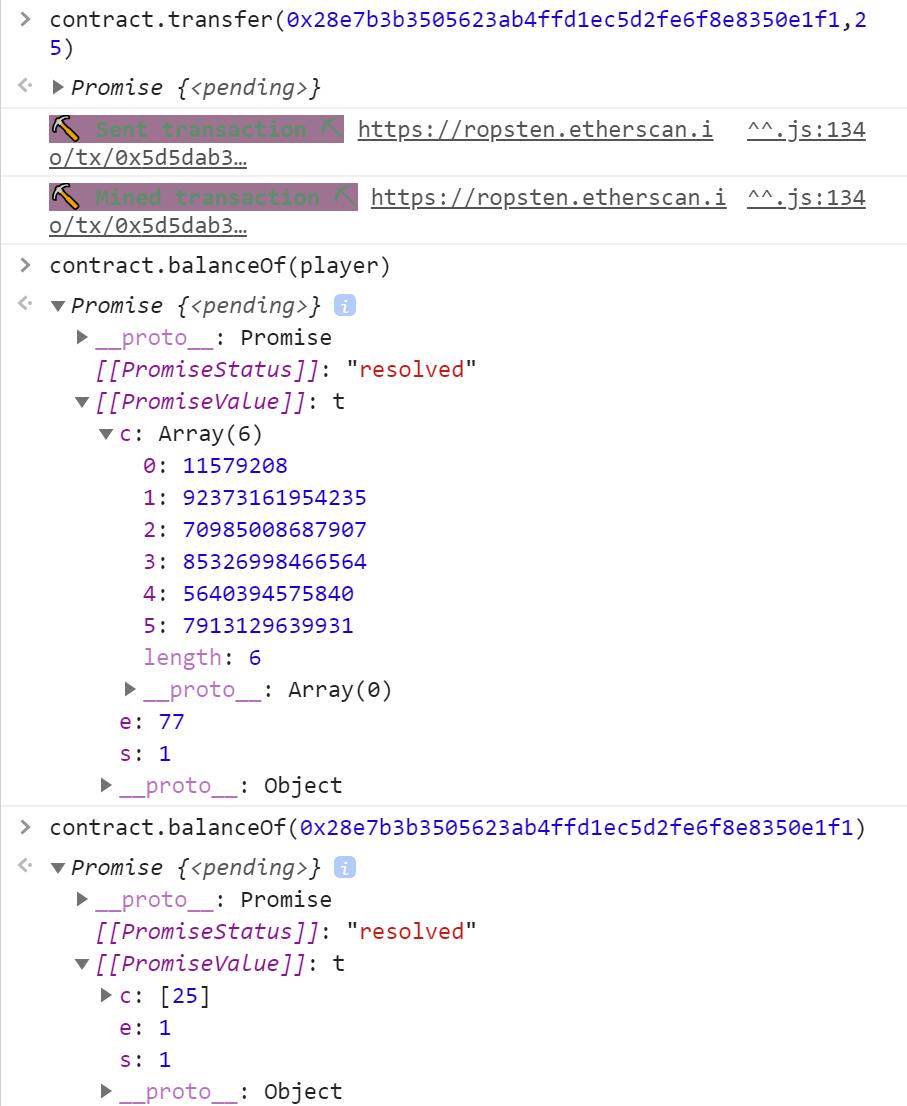 > contract.transfer(0x28e7b3b3505623ab4ffd1ec5d2fe6f8e8350e1f1,2
5)
Promise {<pending>}
Sent transaction https://ropsten.etherscan.i ^^.js:134
o/tx/0x5d5dab3…
Mined transaction https://ropsten.etherscan.i ^^.js:134
o/tx/0x5d5dab3…
> contract.balanceOf(player)
Promise {<pending>} i
__proto__: Promise
[[PromiseStatus]]: "resolved"
[[PromiseValue]]: t
c: Array(6)
0: 11579208
1: 92373161954235
2: 70985008687907
3: 85326998466564
4: 5640394575840
5: 7913129639931
length: 6
__proto__: Array(0)
e: 77
s: 1
__proto__: Object
> contract.balanceOf(0x28e7b3b3505623ab4ffd1ec5d2fe6f8e8350e1f1)
Promise {<pending>} i
__proto__: Promise
[[PromiseStatus]]: "resolved"
[[PromiseValue]]: t
c: [25]
e: 1
s: 1
__proto__: Object